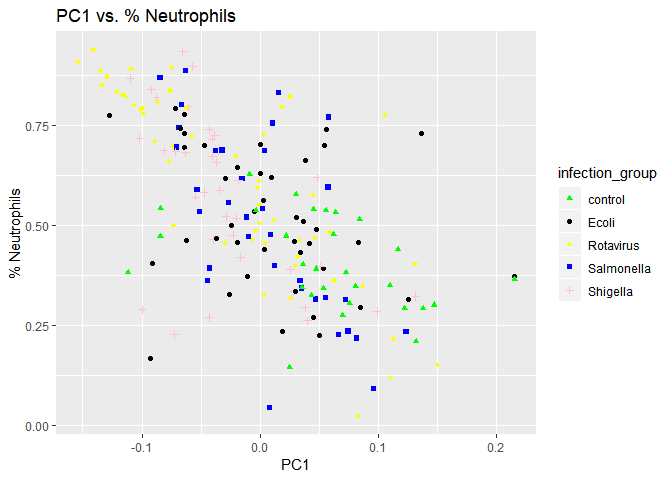 PC1 vs. % Neutrophils
% Neutrophils
0.75
0.50
0.25
0.00
-0.1
0.0
0.1
0.2
PC1
infection_group
control
Ecoli
Rotavirus
Salmonella
Shigella